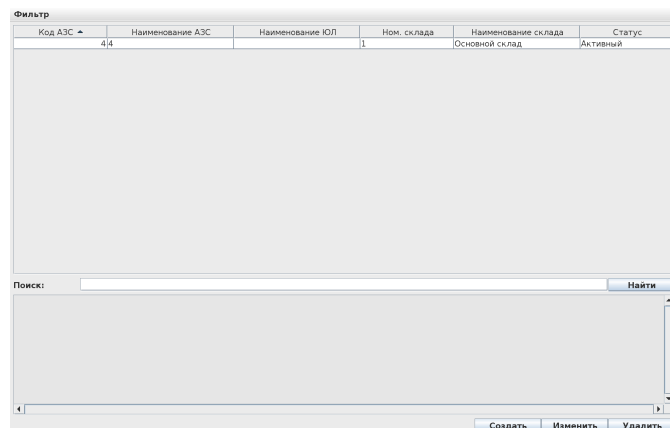 Фильтр
Код АЗС Наименование АЗС Наименование ЮЛ Ном. склада Наименование склада Статус
4 4 1 Основной склад Активный
Поиск: Найти
Создать Изменить Удалить